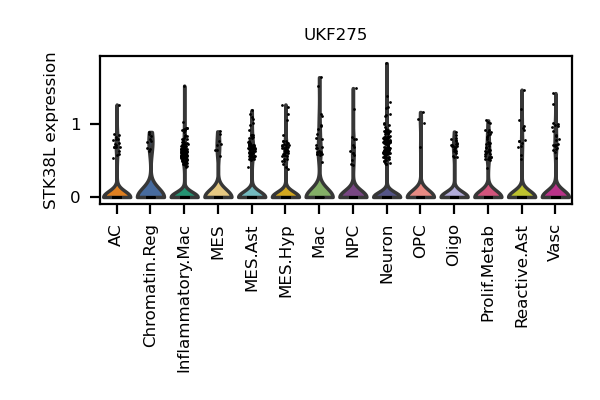 UKF275
STK38L expression
1
0
AC
Chromatin.Reg
Inflammatory.Mac
MES
MES.Ast
MES.Hyp
Mac
NPC
Neuron
OPC
Oligo
Prolif.Metab
Reactive.Ast
Vasc